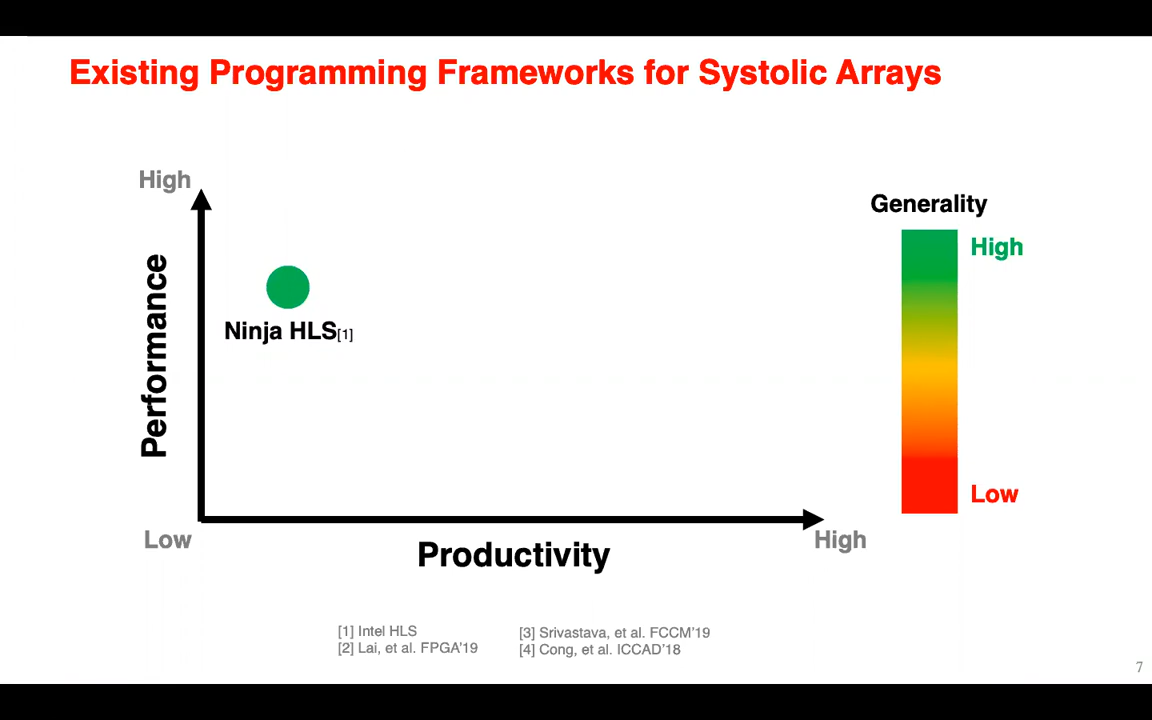 Existing Programming Frameworks for Systolic Arrays
High
Performance
Ninja HLS[1]
Low
Productivity
High
Generality
High
Low
[1] Intel HLS
[2] Lai, et al. FPGA'19
[3] Srivastava, et al. FCCM'19
[4] Cong, et al. ICCAD'18
7